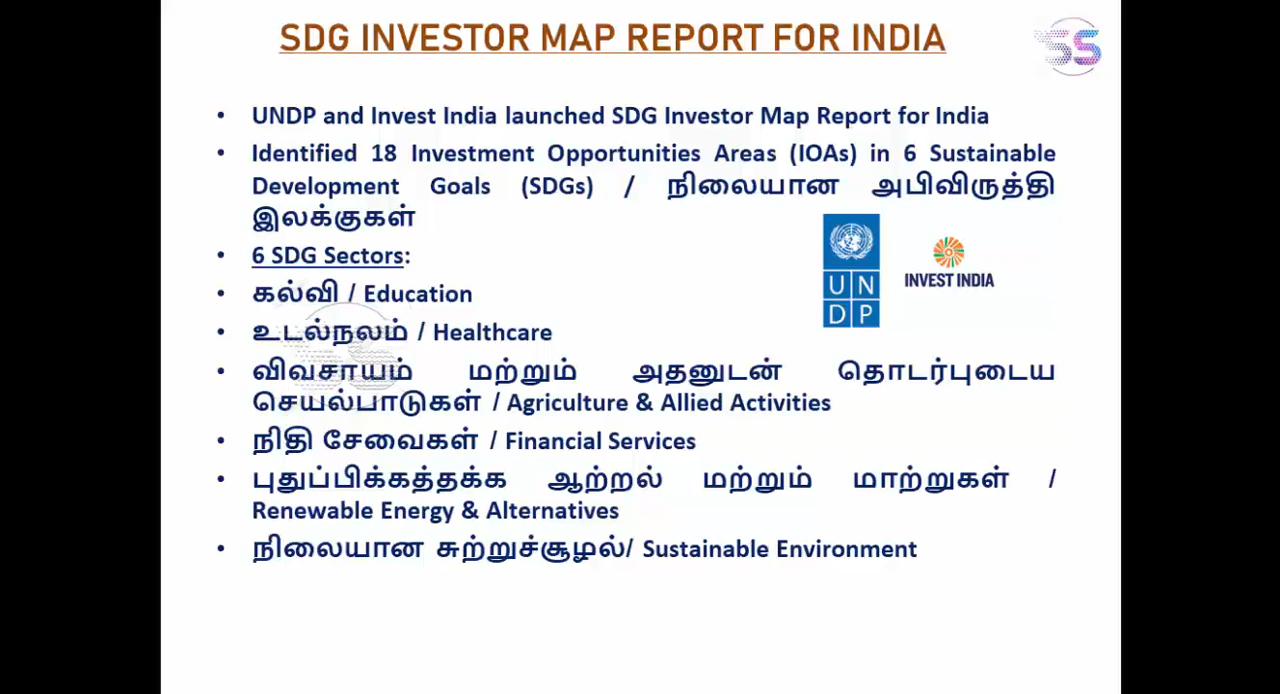 SDG INVESTOR MAP REPORT FOR INDIA
SS
• UNDP and Invest India launched SDG Investor Map Report for India
• Identified 18 Investment Opportunities Areas (IOAs) in 6 Sustainable
Development Goals (SDGs) / நிலையான அபிவிருத்தி
இலக்குகள்
• 6 SDG Sectors:
• கல்வி / Education
• உடல்நலம் / Healthcare
• விவசாயம் மற்றும் அதனுடன் தொடர்புடைய
செயல்பாடுகள் / Agriculture & Allied Activities
• நிதி சேவைகள் / Financial Services
• புதுப்பிக்கத்தக்க ஆற்றல் மற்றும் மாற்றுகள் /
Renewable Energy & Alternatives
• நிலையான சுற்றுச்சூழல்/ Sustainable Environment
U N
D P
INVEST INDIA